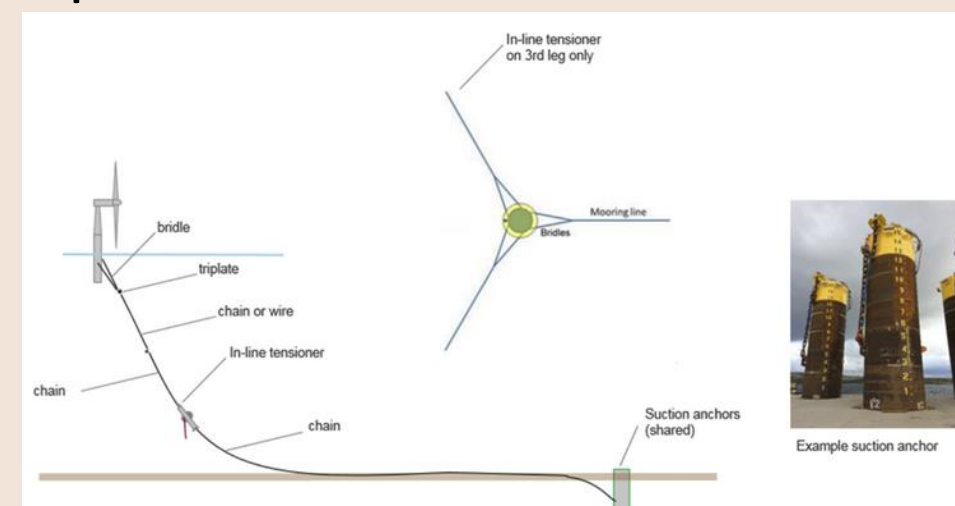 In-line tensioner
on 3rd leg only
Mooring line
Bridles
bridle
triplate
chain or wire
In-line tensioner
chain
chain
Suction anchors
(shared)
Example suction anchor